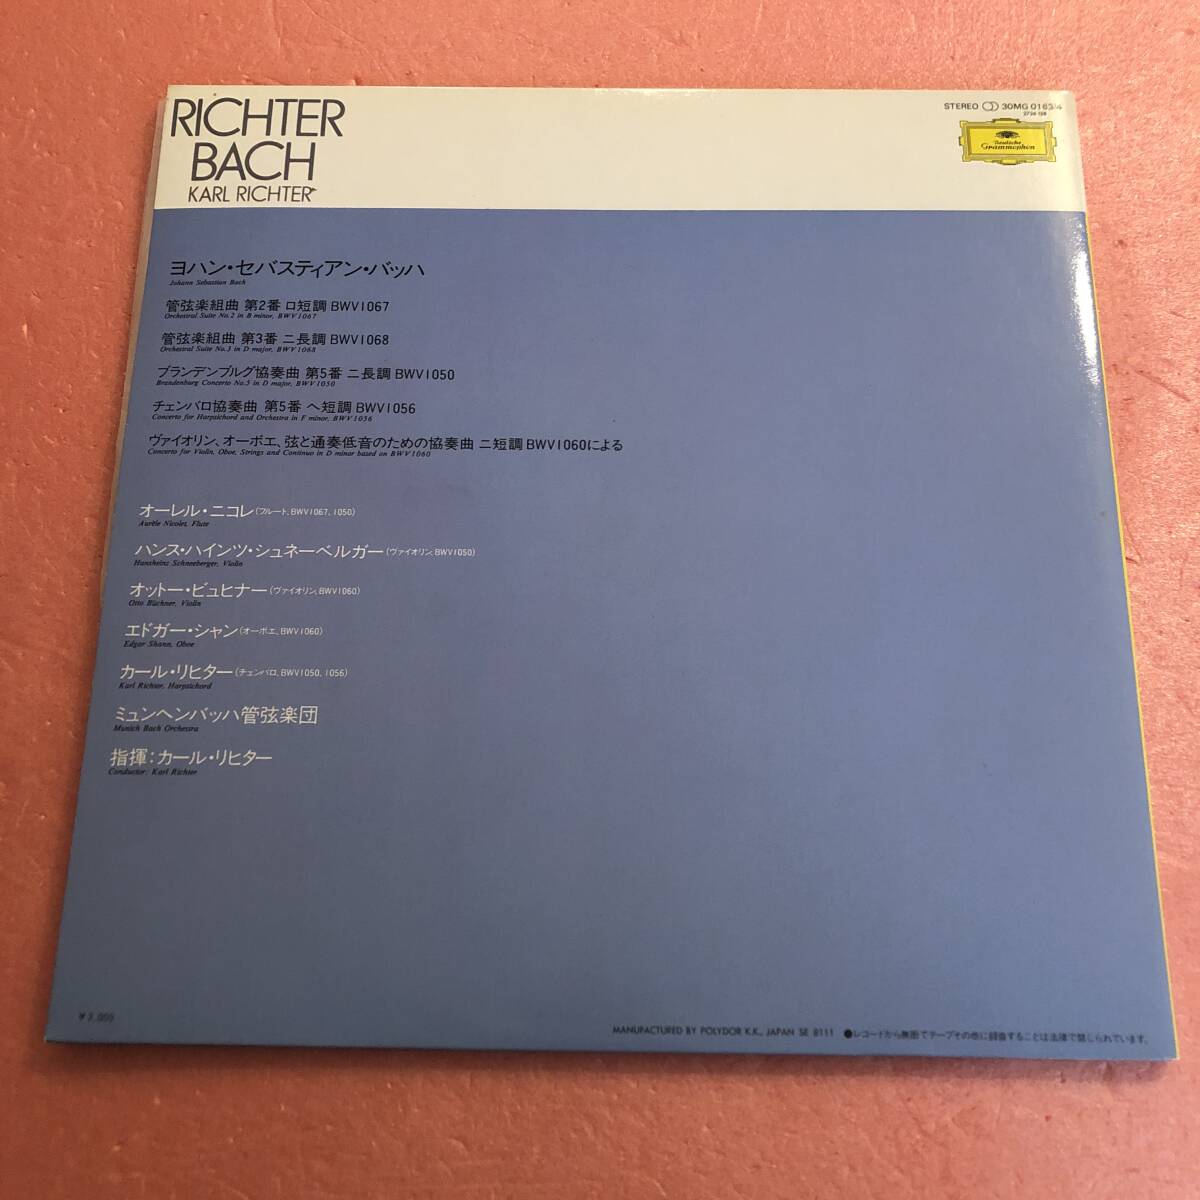 RICHTER
BACH
KARL RICHTER
STEREO 30MG 0163/4
2726 128
Deutsche
Grammophon
ヨハン・セバスティアン・バッハ
Johann Sebastian Bach
管弦楽組曲 第2番 ロ短調 BWV1067
Orchestral Suite No.2 in B minor, BWV1067
管弦楽組曲 第3番 ニ長調 BWV1068
Orchestral Suite No.3 in D major, BWV1068
ブランデンブルグ協奏曲 第5番 ニ長調 BWV1050
Brandenburg Concerto No.5 in D major, BWV1050
チェンバロ協奏曲 第5番 ヘ短調 BWV1056
Concerto for Harpsichord and Orchestra in F minor, BWV1056
ヴァイオリン、オーボエ、弦と通奏低音のための協奏曲 ニ短調 BWV1060による
Concerto for Violin, Oboe, Strings and Continuo in D minor based on BWV1060
オーレル・ニコレ(フルート、BWV1067, 1050)
Aurèle Nicolet, Flute
ハンス・ハインツ・シュネーベルガー(ヴァイオリン、BWV1050)
Hansheinz Schneeberger, Violin
オットー・ビュヒナー(ヴァイオリン、BWV1060)
Otto Büchner, Violin
エドガー・シャン(オーボエ、BWV1060)
Edgar Shann, Oboe
カール・リヒター(チェンバロ、BWV1050, 1056)
Karl Richter, Harpsichord
ミュンヘンバッハ管弦楽団
Munich Bach Orchestra
指揮:カール・リヒター
Conductor: Karl Richter
MANUFACTURED BY POLYDOR K.K., JAPAN SE 8111 ●レコードから無断でテープその他に録音することは法律で禁じられています。